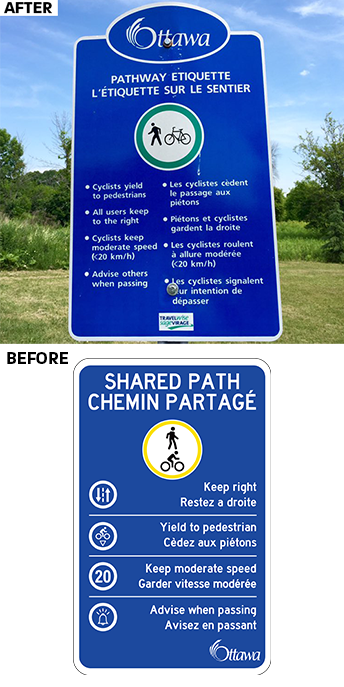 AFTER
Ottawa
PATHWAY ETIQUETTE
L'ÉTIQUETTE SUR LE SENTIER
• Cyclists yield
to pedestrians
• All users keep
to the right
• Cyclists keep
moderate speed
(<20 km/h)
• Advise others
when passing
• Les cyclistes cèdent
le passage aux
piétons
• Piétons et cyclistes
gardent la droite
• Les cyclistes roulent
à allure modérée
(<20 km/h)
• Les cyclistes signalent
intention de
dépasser
TRAVELwise
sageVIRAGE
BEFORE
SHARED PATH
CHEMIN PARTAGÉ
Keep right
Restez a droite
Yield to pedestrian
Cèdez aux piétons
20
Keep moderate speed
Garder vitesse modérée
Advise when passing
Avisez en passant
Ottawa